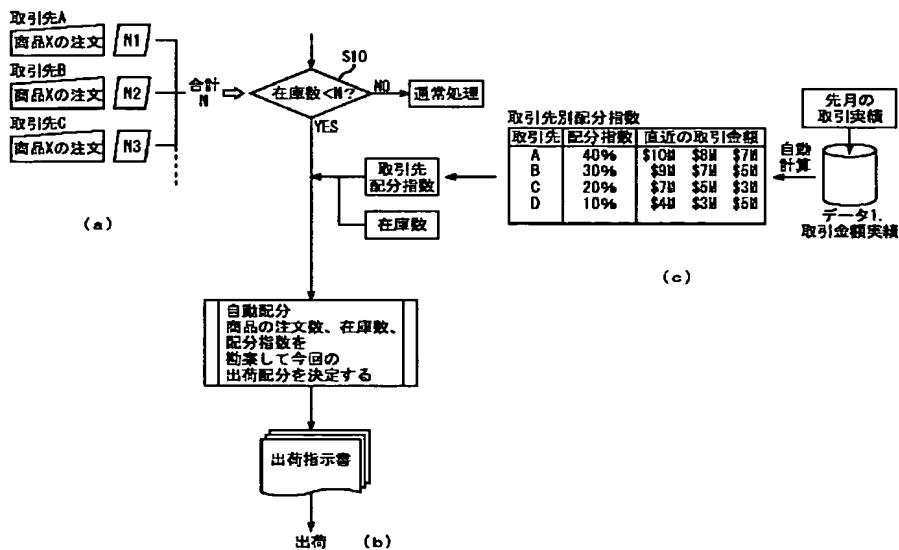 取引先A
商品Xの注文 N1
取引先B
商品Xの注文 N2
取引先C
商品Xの注文 N3
(a)
合計
N
S10
在庫数<N?
NO
通常処理
YES
取引先
配分指数
在庫数
取引先別配分指数
取引先 配分指数 直近の取引金額
A 40% $10M $8M $7M
B 30% $9M $7M $5M
C 20% $7M $5M $3M
D 10% $4M $3M $5M
自動
計算
先月の
取引実績
データ1.
取引金額実績
(c)
自動配分
商品の注文数、在庫数、
配分指数を
勘案して今回の
出荷配分を決定する
出荷指示書
出荷
(b)